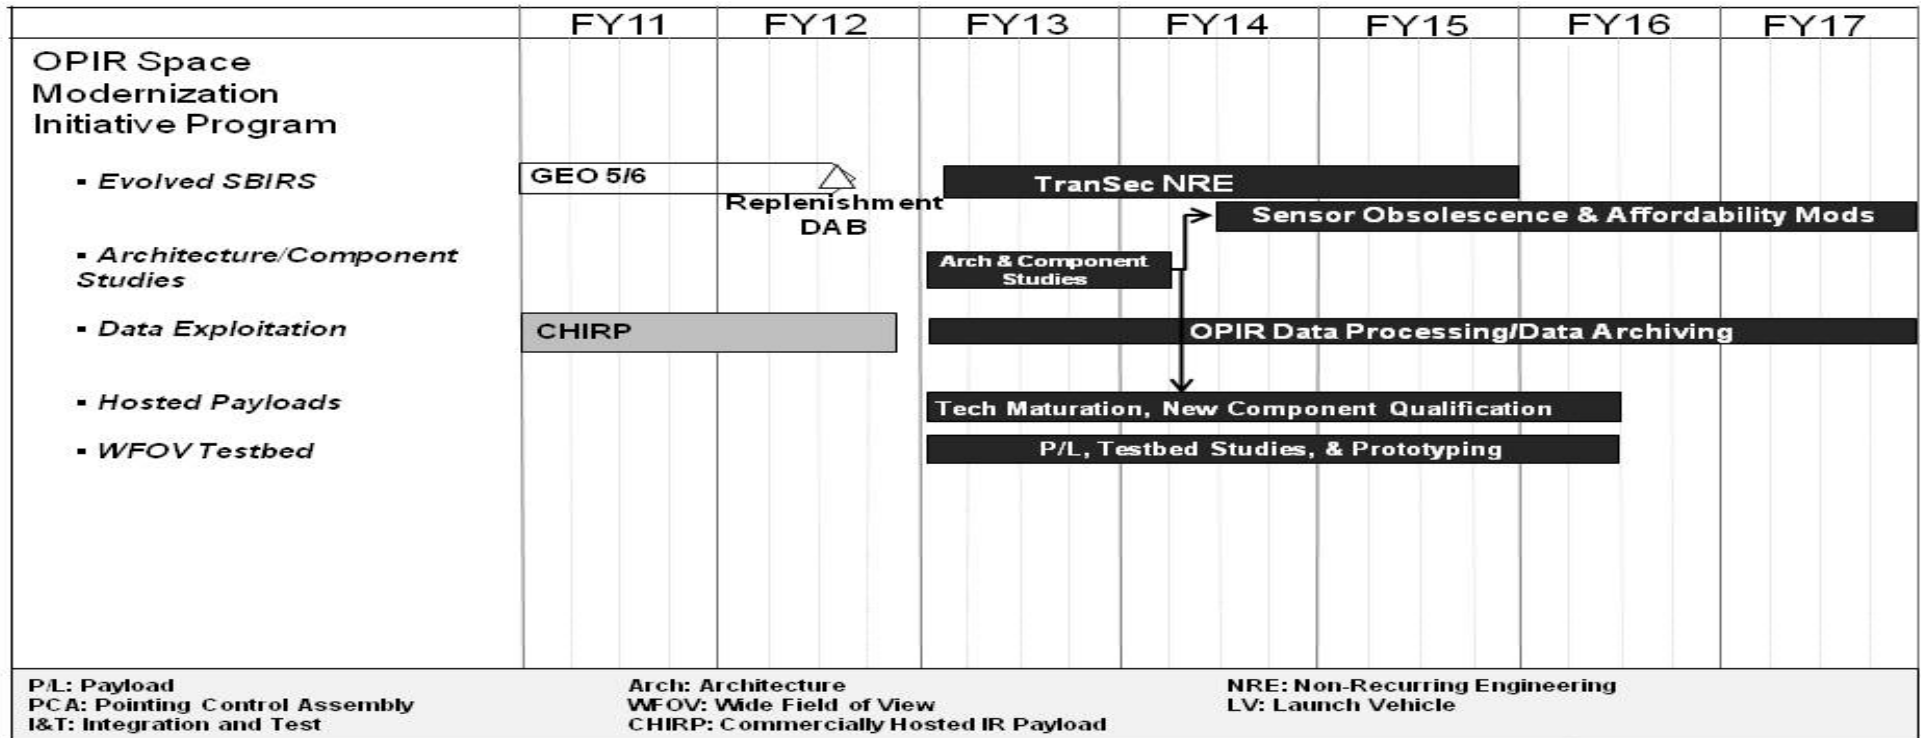 FY11 FY12 FY13 FY14 FY15 FY16 FY17
OPIR Space
Modernization
Initiative Program
▪ Evolved SBIRS
GEO 5/6
Replenishment
DAB
TranSec NRE
Sensor Obsolescence & Affordability Mods
▪ Architecture/Component
Studies
Arch & Component
Studies
▪ Data Exploitation
CHIRP
OPIR Data Processing/Data Archiving
▪ Hosted Payloads
Tech Maturation, New Component Qualification
▪ WFOV Testbed
P/L, Testbed Studies, & Prototyping
P/L: Payload
PCA: Pointing Control Assembly
I&T: Integration and Test
Arch: Architecture
WFOV: Wide Field of View
CHIRP: Commercially Hosted IR Payload
NRE: Non-Recurring Engineering
LV: Launch Vehicle